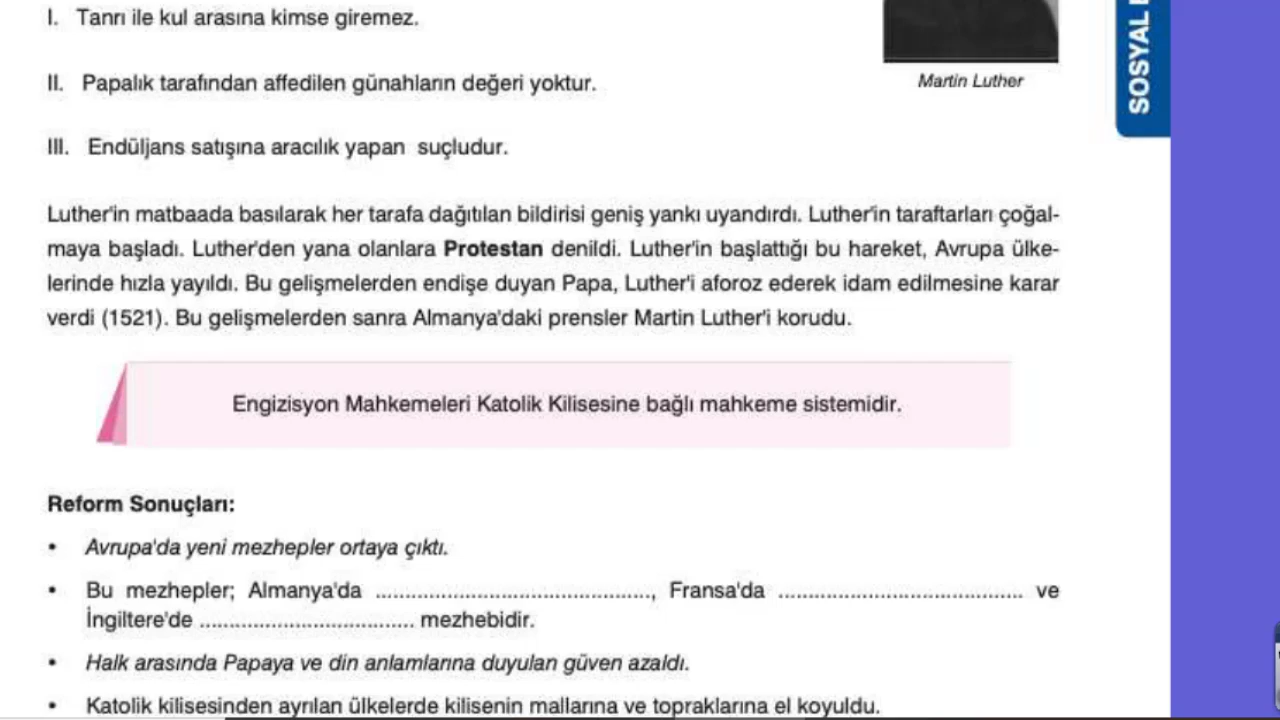 I. Tanrı ile kul arasına kimse giremez.
II. Papalık tarafından affedilen günahların değeri yoktur.
Martin Luther
SOSYAL
III. Endüljans satışına aracılık yapan suçludur.
Luther'in matbaada basılarak her tarafa dağıtılan bildirisi geniş yankı uyandırdı. Luther'in taraftarları çoğal-
maya başladı. Luther'den yana olanlara Protestan denildi. Luther'in başlattığı bu hareket, Avrupa ülke-
lerinde hızla yayıldı. Bu gelişmelerden endişe duyan Papa, Luther'i aforoz ederek idam edilmesine karar
verdi (1521). Bu gelişmelerden sanra Almanya'daki prensler Martin Luther'i korudu.
Engizisyon Mahkemeleri Katolik Kilisesine bağlı mahkeme sistemidir.
Reform Sonuçları:
• Avrupa'da yeni mezhepler ortaya çıktı.
• Bu mezhepler; Almanya'da .............................................., Fransa'da ......................................... ve
İngiltere'de .................................... mezhebidir.
• Halk arasında Papaya ve din anlamlarına duyulan güven azaldı.
• Katolik kilisesinden ayrılan ülkelerde kilisenin mallarına ve topraklarına el koyuldu.